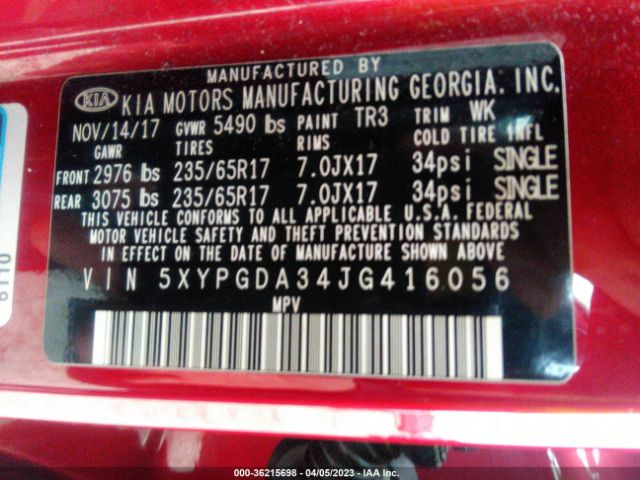 MANUFACTURED BY
KIA KIA MOTORS MANUFACTURING GEORGIA. INC.
NOV/14/17 GVWR 5490 lbs PAINT TR3 TRIM WK
GAWR TIRES RIMS COLD TIRE INFL
FRONT 2976 lbs 235/65R17 7.0JX17 34psi SINGLE
REAR 3075 lbs 235/65R17 7.0JX17 34psi SINGLE
THIS VEHICLE CONFORMS TO ALL APPLICABLE U.S.A. FEDERAL
MOTOR VEHICLE SAFETY AND THEFT PREVENTION STANDARDS IN
EFFECT ON THE DATE OF MANUFACTURE SHOWN ABOVE.
VIN 5XYPGDA34JG416056
MPV
6110
000-36215698 - 04/05/2023 - IAA Inc.